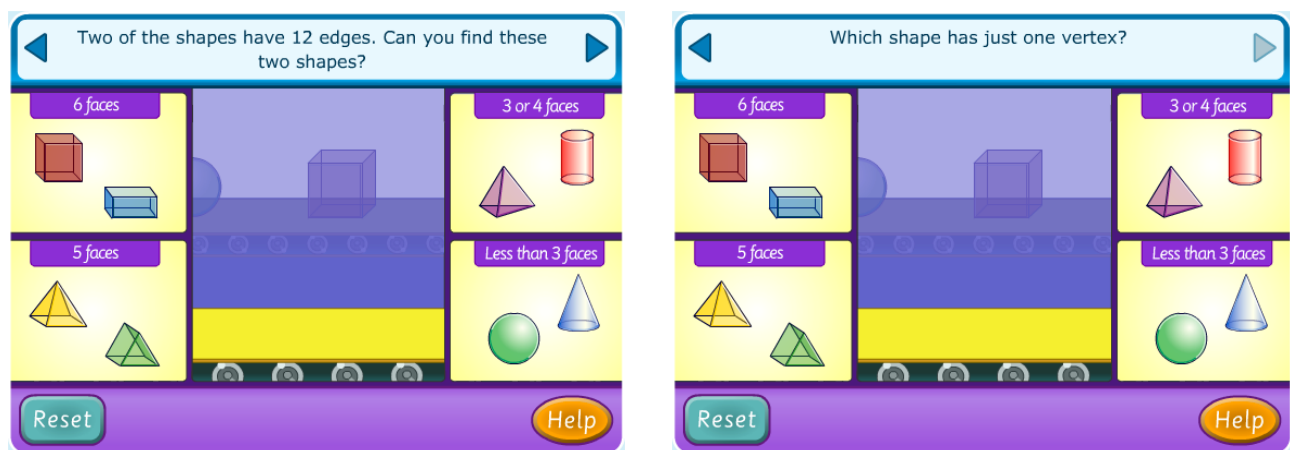 Two of the shapes have 12 edges. Can you find these
two shapes?
6 faces
3 or 4 faces
5 faces
Less than 3 faces
Reset
Help
Which shape has just one vertex?
6 faces
3 or 4 faces
5 faces
Less than 3 faces
Reset
Help